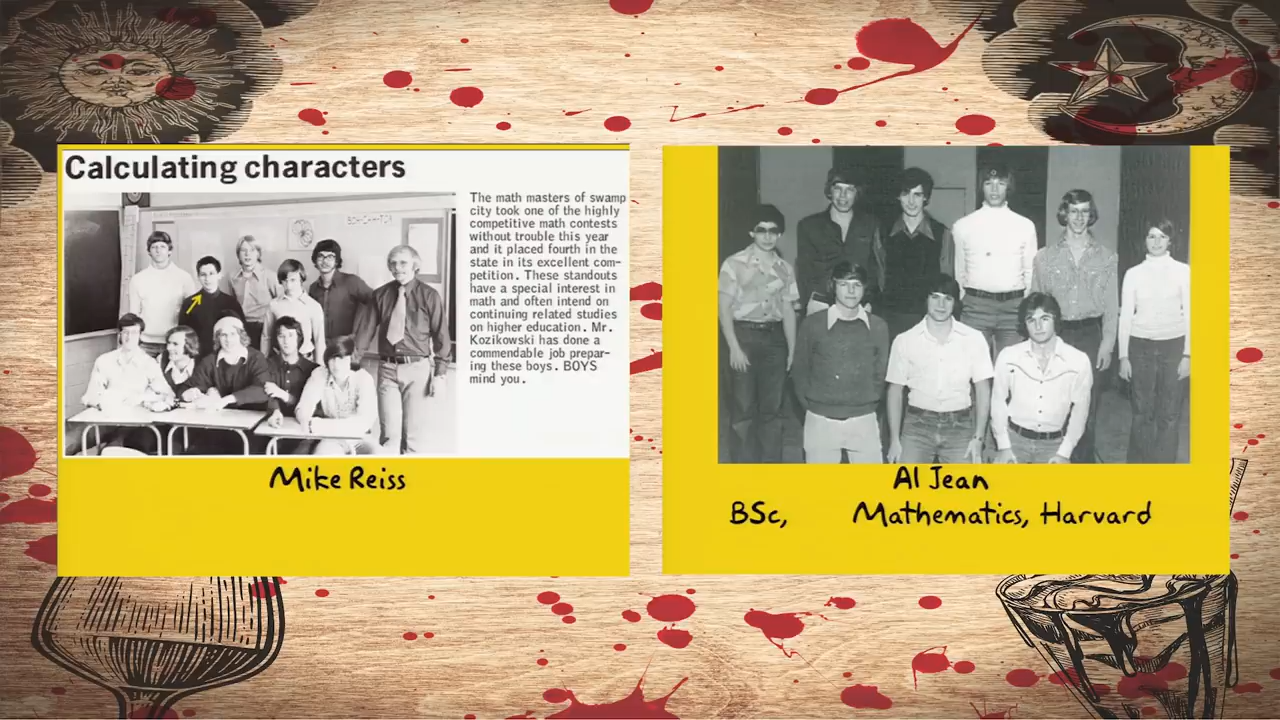 Calculating characters
The math masters of swamp
city took one of the highly
competitive math contests
without trouble this year
and it placed fourth in the
state in its excellent com-
petition. These standouts
have a special interest in
math and often intend on
continuing related studies
on higher education. Mr.
Kozikowski has done a
commendable job prepar-
ing these boys. BOYS
mind you.
Mike Reiss
Al Jean
BSc, Mathematics, Harvard